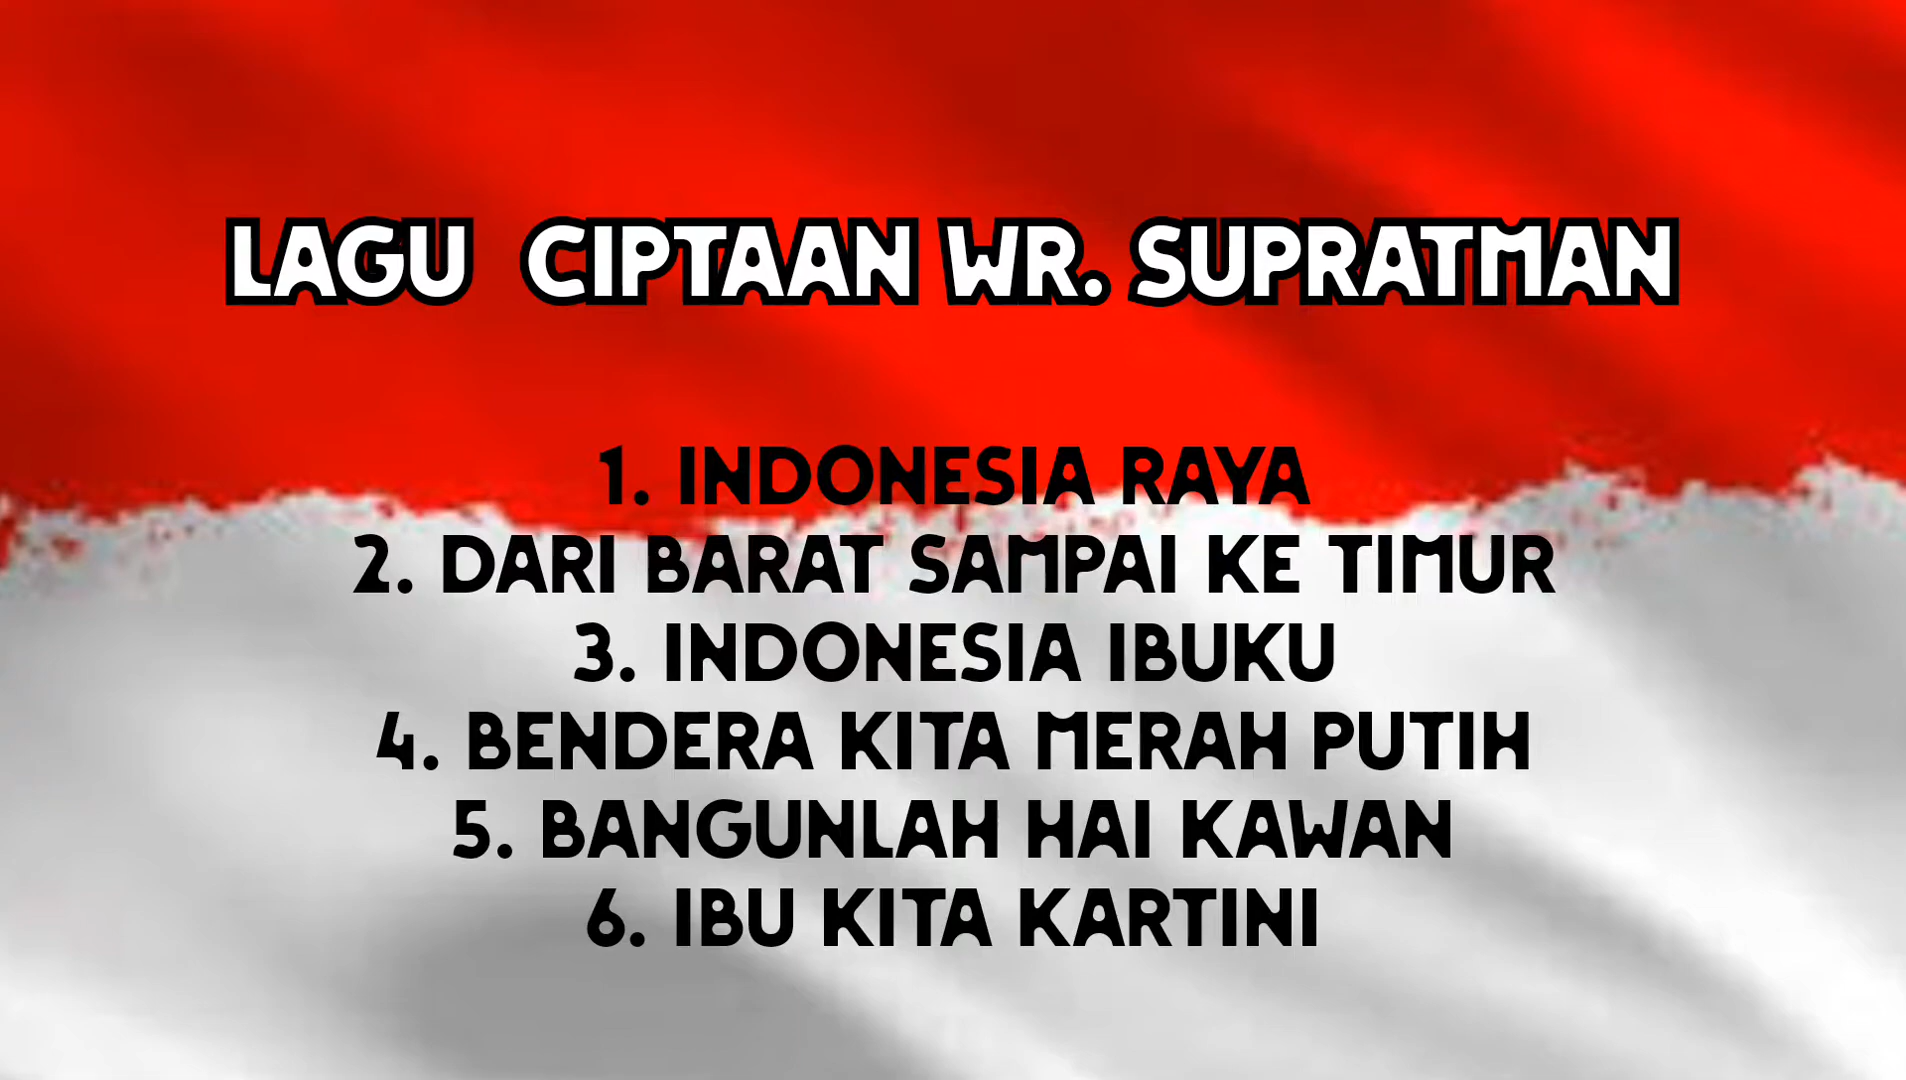 LAGU CIPTAAN WR. SUPRATMAN
1. INDONESIA RAYA
2. DARI BARAT SAMPAI KE TIMUR
3. INDONESIA IBUKU
4. BENDERA KITA MERAH PUTIH
5. BANGUNLAH HAI KAWAN
6. IBU KITA KARTINI